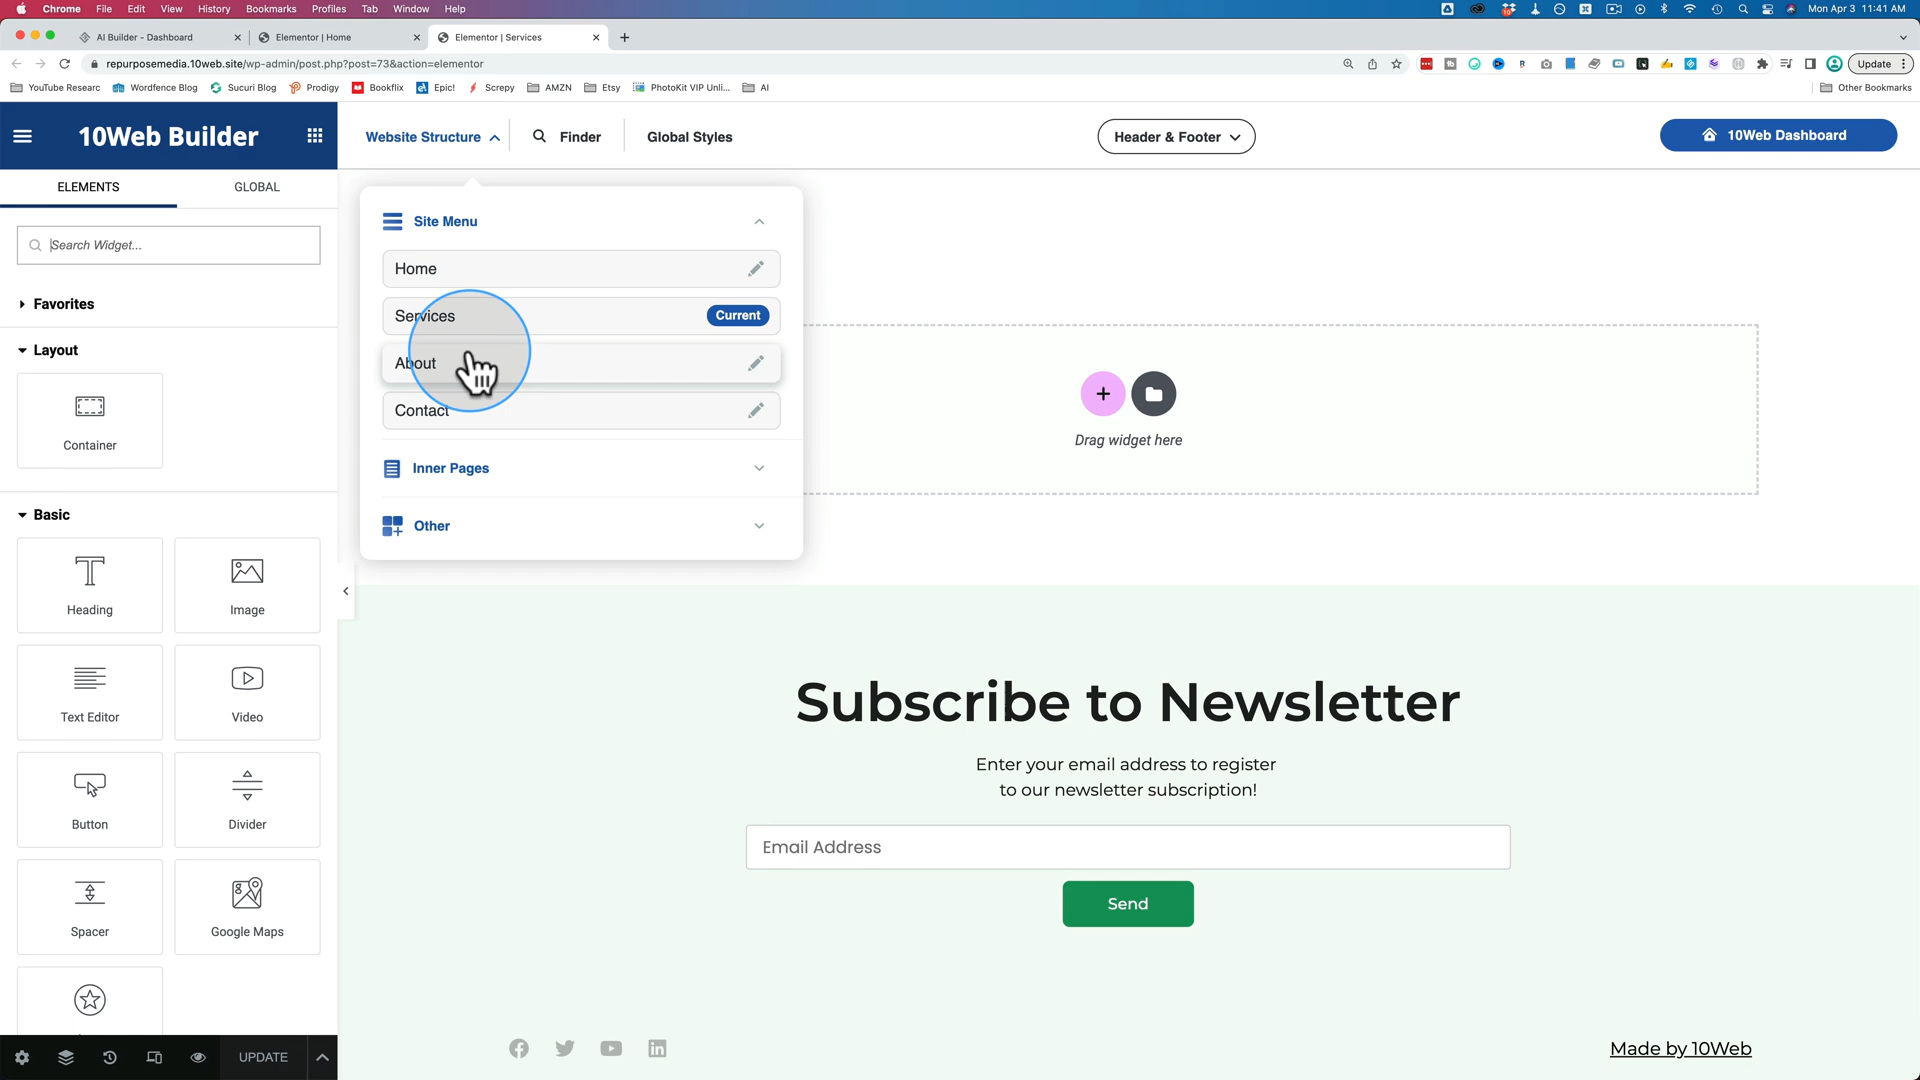 Chrome File Edit View History Bookmarks Profiles Tab Window Help
Mon Apr 3 11:41 AM
AI Builder - Dashboard
Elementor | Home
Elementor | Services
repurposemedia.10web.site/wp-admin/post.php?post=73&action=elementor
Update
YouTube Researc Wordfence Blog Sucuri Blog Prodigy Bookflix Epic! Screpy AMZN Etsy PhotoKit VIP Unli... AI Other Bookmarks
10Web Builder
Website Structure
Finder
Global Styles
Header & Footer
10Web Dashboard
ELEMENTS
GLOBAL
Search Widget...
Favorites
Layout
Container
Basic
Heading
Image
Text Editor
Video
Button
Divider
Spacer
Google Maps
UPDATE
Site Menu
Home
Services
Current
About
Contact
Inner Pages
Other
Drag widget here
Subscribe to Newsletter
Enter your email address to register
to our newsletter subscription!
Email Address
Send
Made by 10Web